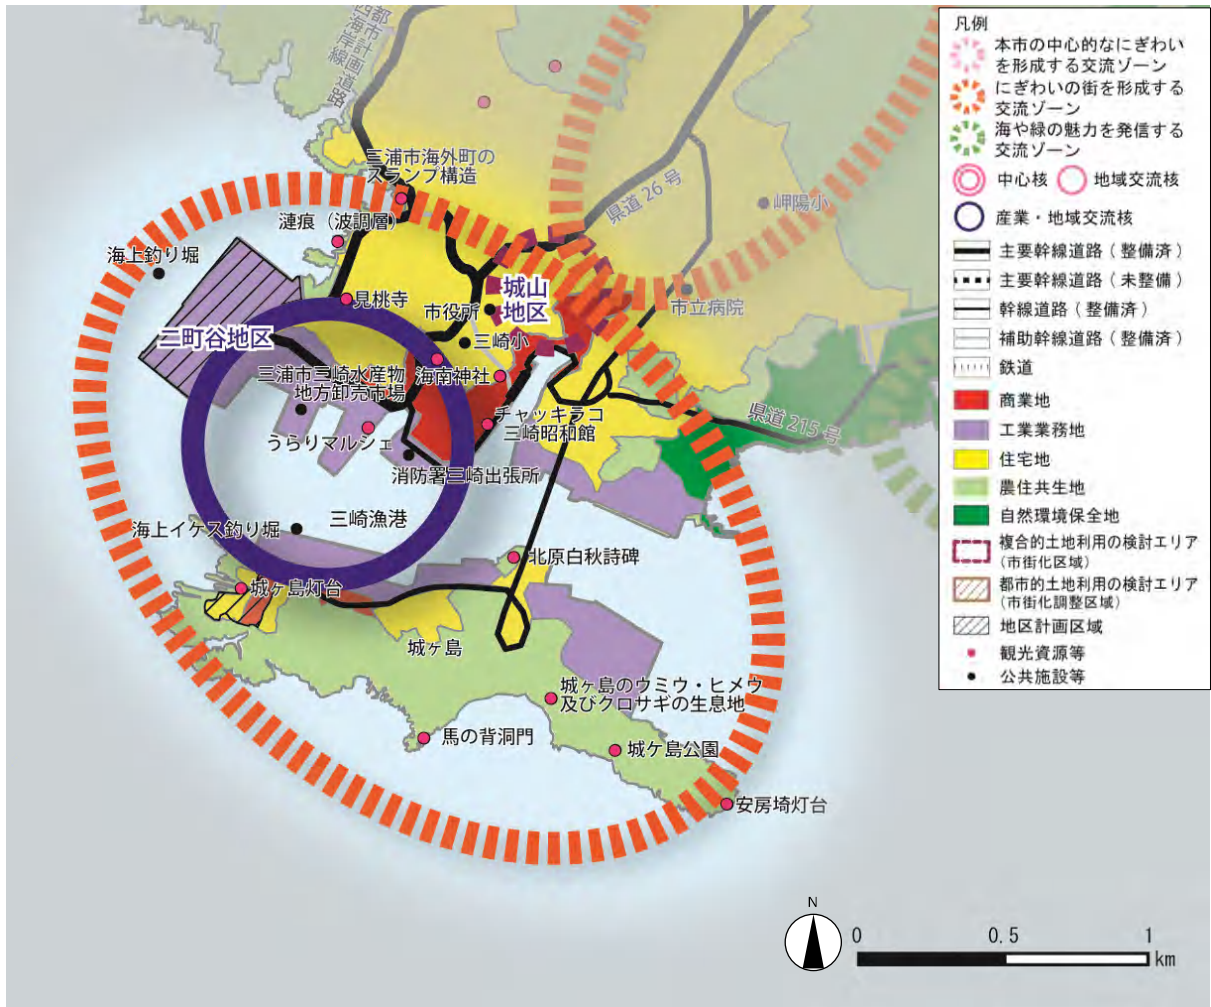 都市計画道路
西海岸線
三浦市海外町の
スランプ構造
漣痕（波調層）
海上釣り堀
県道26号
岬陽小
見桃寺
市役所
城山
地区
市立病院
二町谷地区
三崎小
三浦市三崎水産物
地方卸売市場
海南神社
チャッキラコ
三崎昭和館
県道215号
うらりマルシェ
消防署三崎出張所
海上イケス釣り堀
三崎漁港
北原白秋詩碑
城ヶ島灯台
城ヶ島
城ヶ島のウミウ・ヒメウ
及びクロサギの生息地
馬の背洞門
城ケ島公園
安房埼灯台
凡例
本市の中心的なにぎわい
を形成する交流ゾーン
にぎわいの街を形成する
交流ゾーン
海や緑の魅力を発信する
交流ゾーン
中心核
地域交流核
産業・地域交流核
主要幹線道路（整備済）
主要幹線道路（未整備）
幹線道路（整備済）
補助幹線道路（整備済）
鉄道
商業地
工業業務地
住宅地
農住共生地
自然環境保全地
複合的土地利用の検討エリア
（市街化区域）
都市的土地利用の検討エリア
（市街化調整区域）
地区計画区域
観光資源等
公共施設等
N
0 0.5 1
km